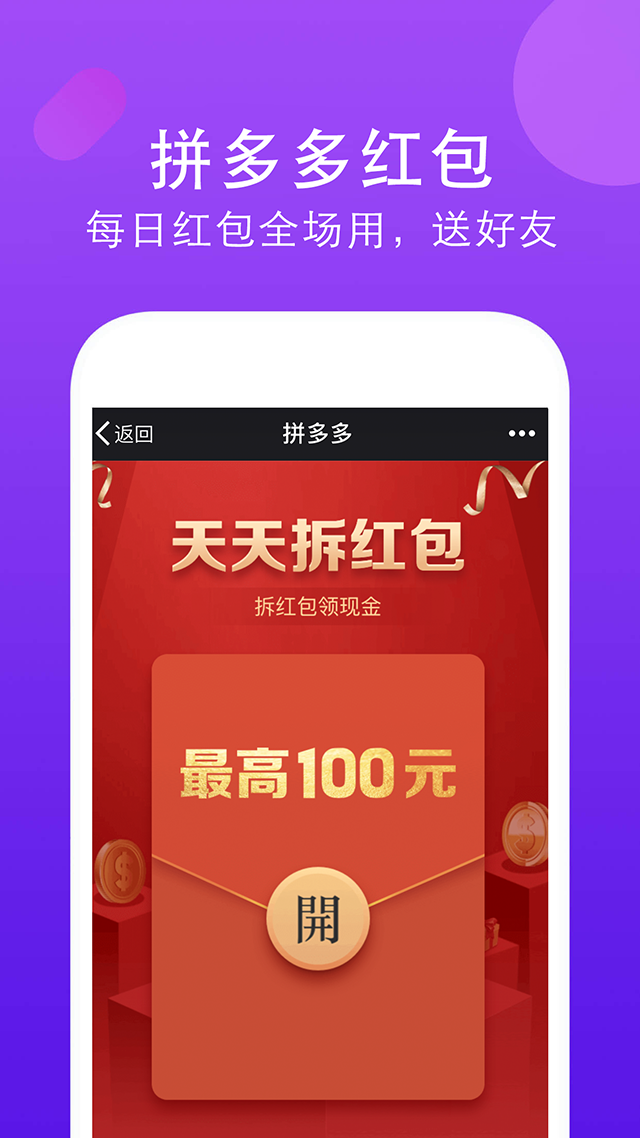 拼多多红包
每日红包全场用，送好友
返回 拼多多
天天拆红包
拆红包领现金
最高100元
開